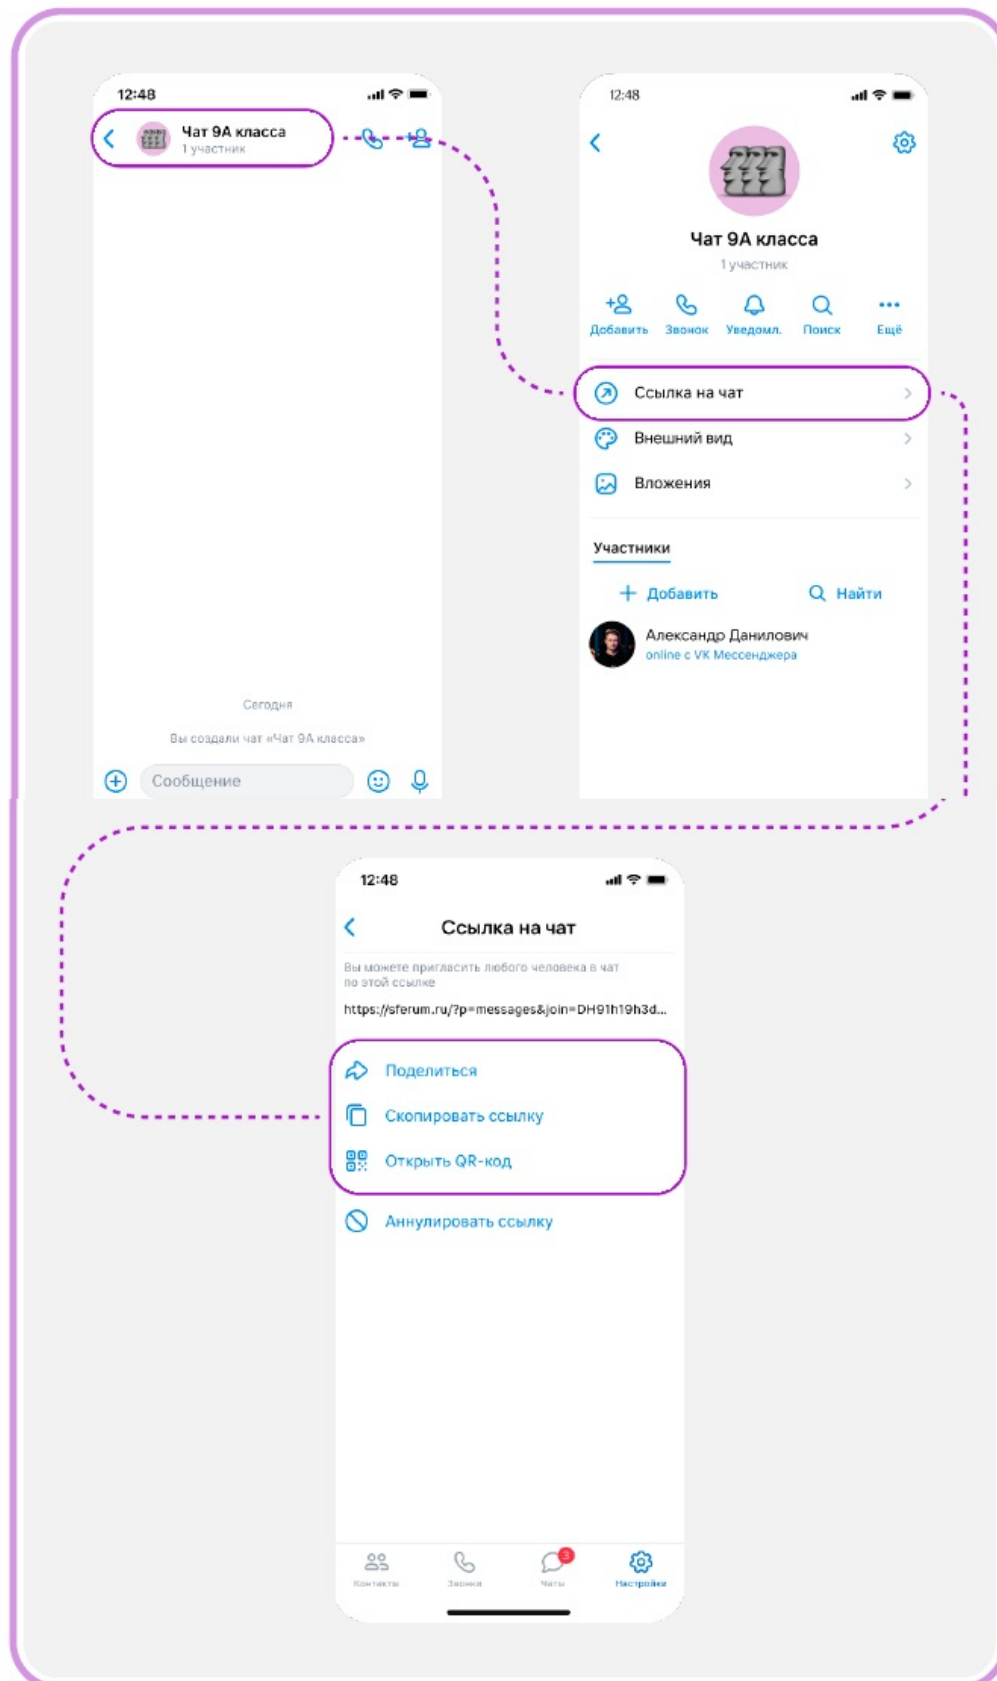 12:48
Чат 9А класса
1 участник
Сегодня
Вы создали чат «Чат 9А класса»
Сообщение
12:48
Чат 9А класса
1 участник
Добавить Звонок Уведомл. Поиск Ещё
Ссылка на чат
Внешний вид
Вложения
Участники
Добавить Найти
Александр Данилович
online с VK Мессенджера
12:48
Ссылка на чат
Вы можете пригласить любого человека в чат
по этой ссылке
https://sferum.ru/?p=messages&join=DH91h19h3d...
Поделиться
Скопировать ссылку
Открыть QR-код
Аннулировать ссылку
3
Контакты Звонки Чаты Настройки